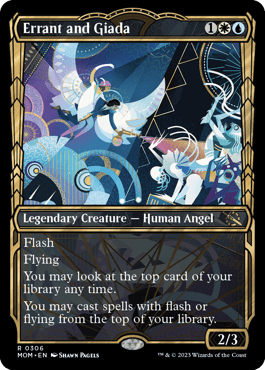 Errant and Giada 1
Legendary Creature — Human Angel
Flash
Flying
You may look at the top card of your
library any time.
You may cast spells with flash or
flying from the top of your library.
2/3
R 0306
MOM • EN SHAWN PAGELS
™ & © 2023 Wizards of the Coast